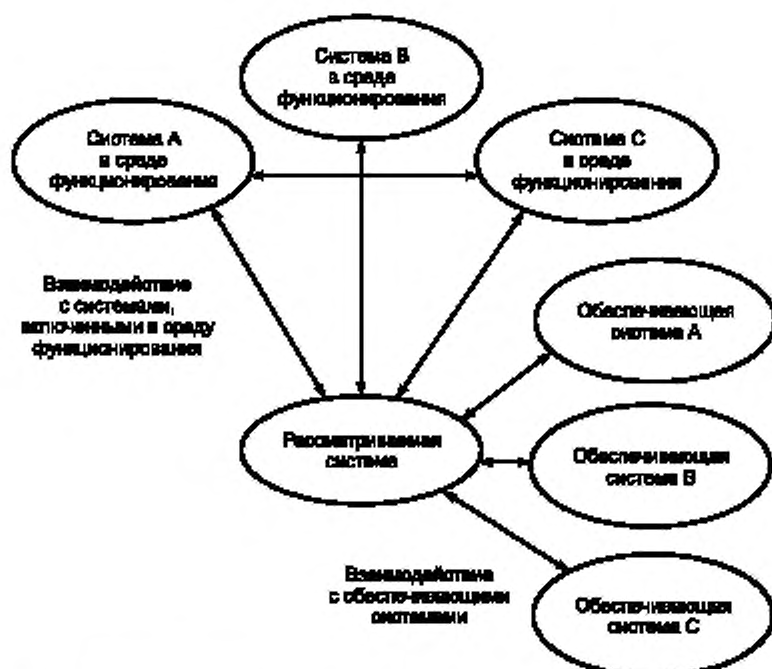 Система В
в среде
функционирования
Система А
в среде
функционирования
Система С
в среде
функционирования
Взаимодействие
с системами,
включенными в среду
функционирования
Обеспечивающая
система А
Рассматриваемая
система
Обеспечивающая
система В
Взаимодействие
с обеспечивающими
системами
Обеспечивающая
система С